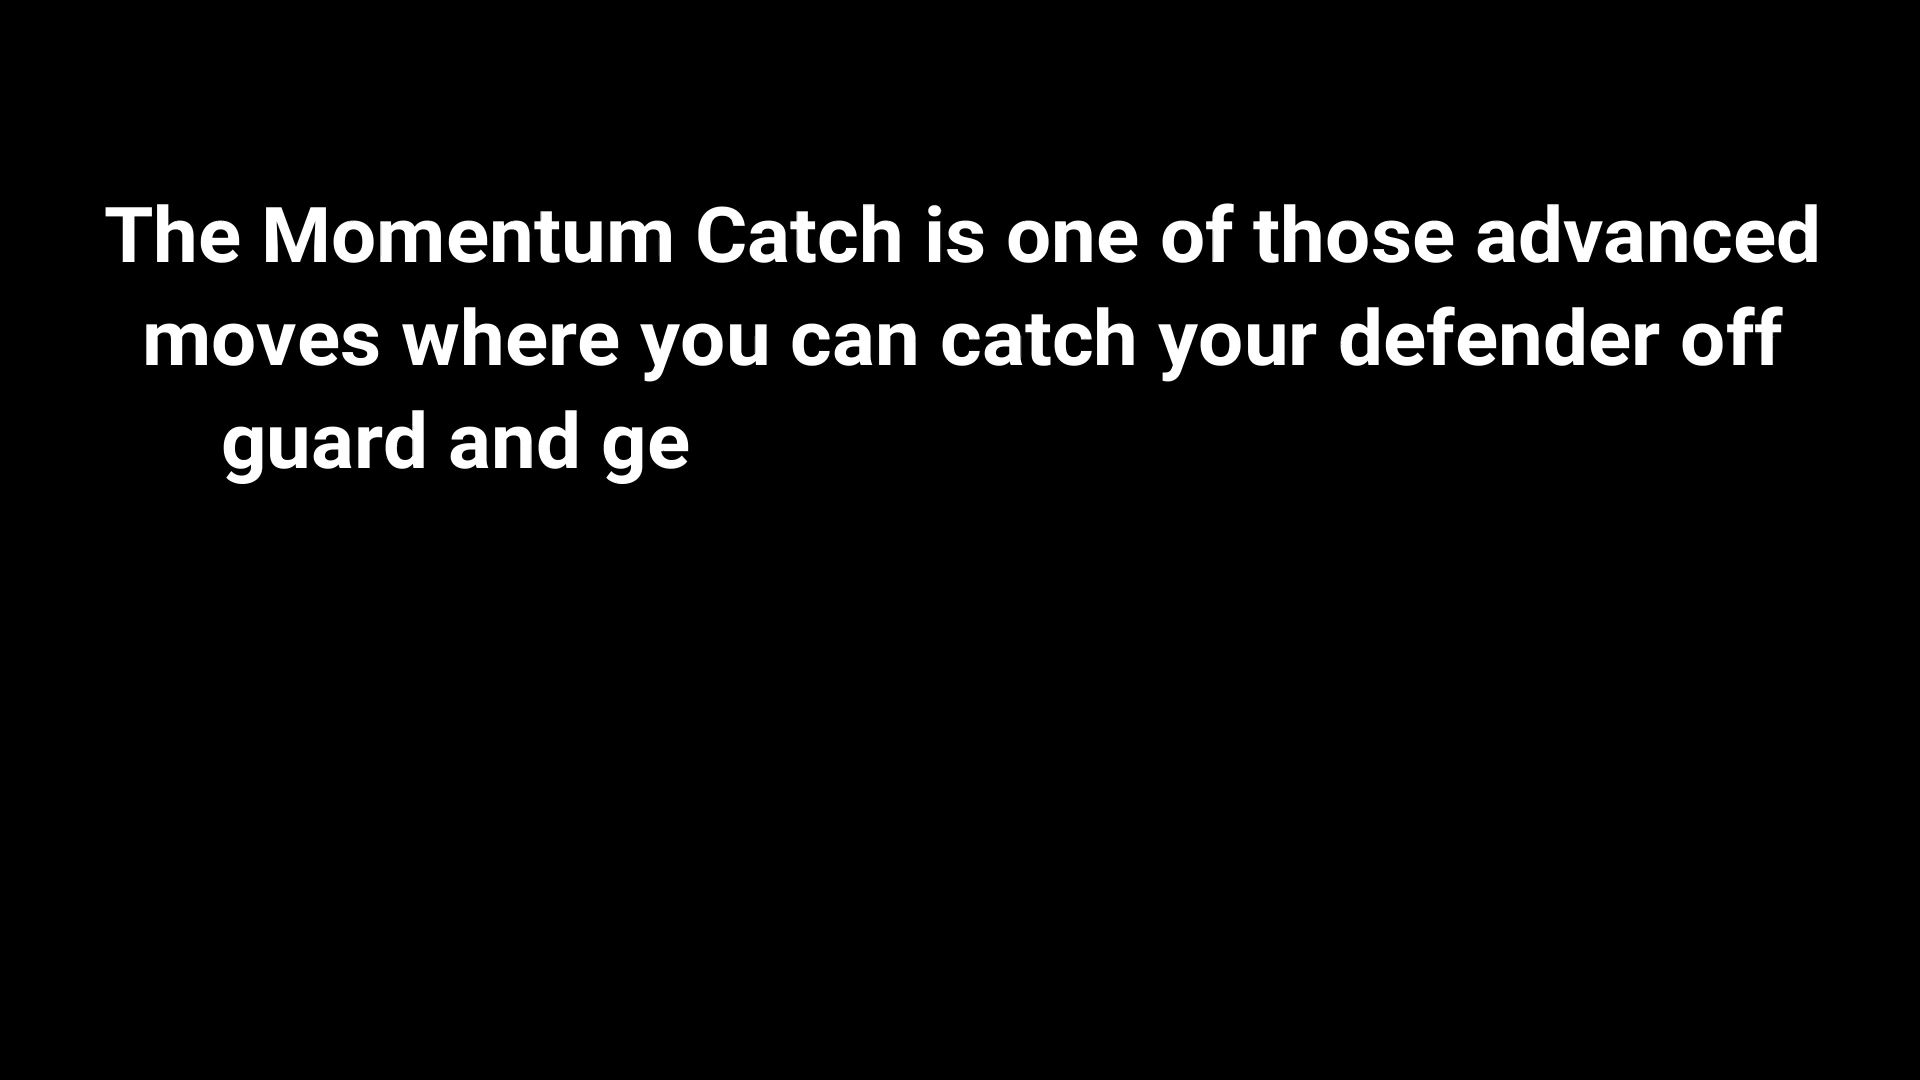 The Momentum Catch is one of those advanced
moves where you can catch your defender off
guard and ge